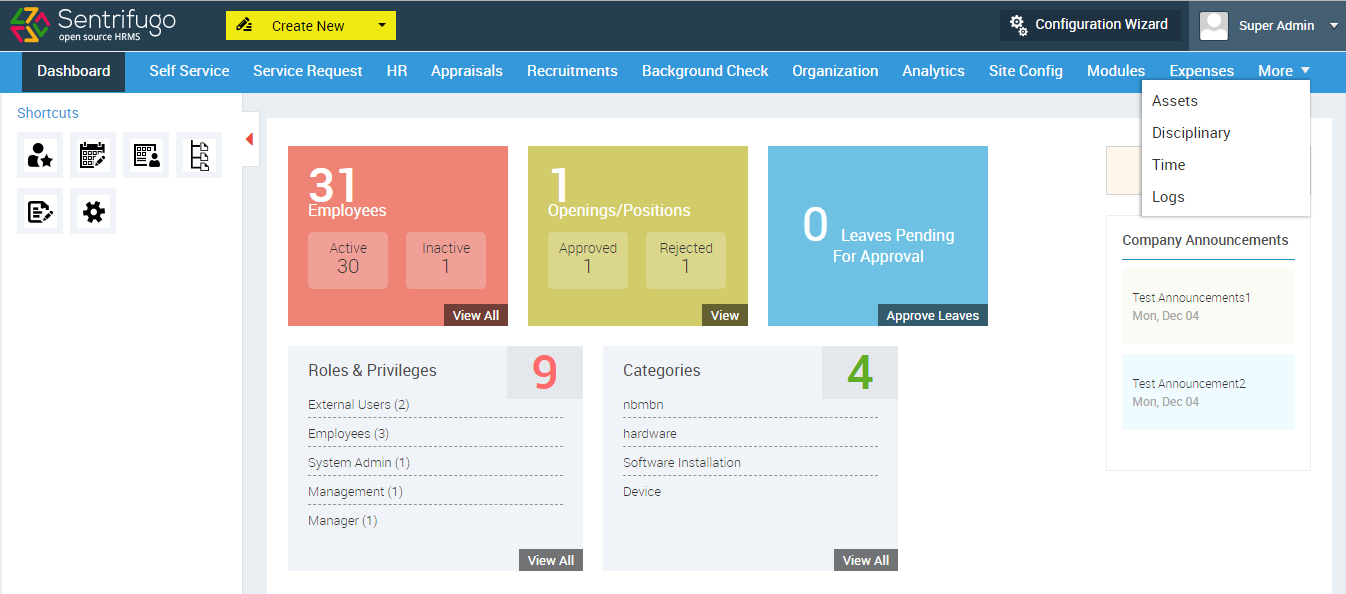 Sentrifugo
open source HRMS
Create New
Configuration Wizard
Super Admin
Dashboard
Self Service
Service Request
HR
Appraisals
Recruitments
Background Check
Organization
Analytics
Site Config
Modules
Expenses
More
Assets
Disciplinary
Time
Logs
Shortcuts
31
Employees
Active
30
Inactive
1
View All
1
Openings/Positions
Approved
1
Rejected
1
View
0 Leaves Pending
For Approval
Approve Leaves
Company Announcements
Test Announcements1
Mon, Dec 04
Test Announcement2
Mon, Dec 04
Roles & Privileges
9
External Users (2)
Employees (3)
System Admin (1)
Management (1)
Manager (1)
View All
Categories
4
nbmbn
hardware
Software Installation
Device
View All